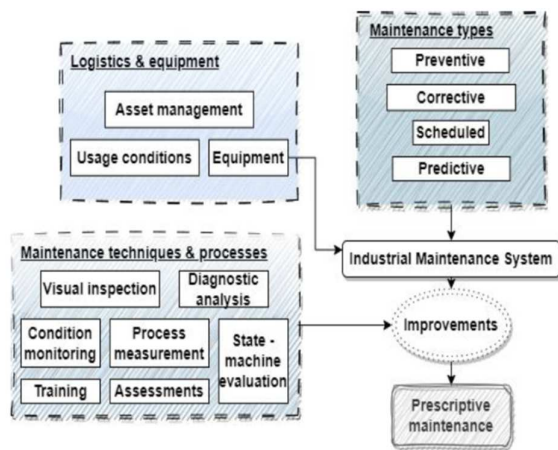 Logistics & equipment
Asset management
Usage conditions
Equipment
Maintenance types
Preventive
Corrective
Scheduled
Predictive
Maintenance techniques & processes
Visual inspection
Diagnostic
analysis
Condition
monitoring
Process
measurement
State -
machine
evaluation
Training
Assessments
Industrial Maintenance System
Improvements
Prescriptive
maintenance